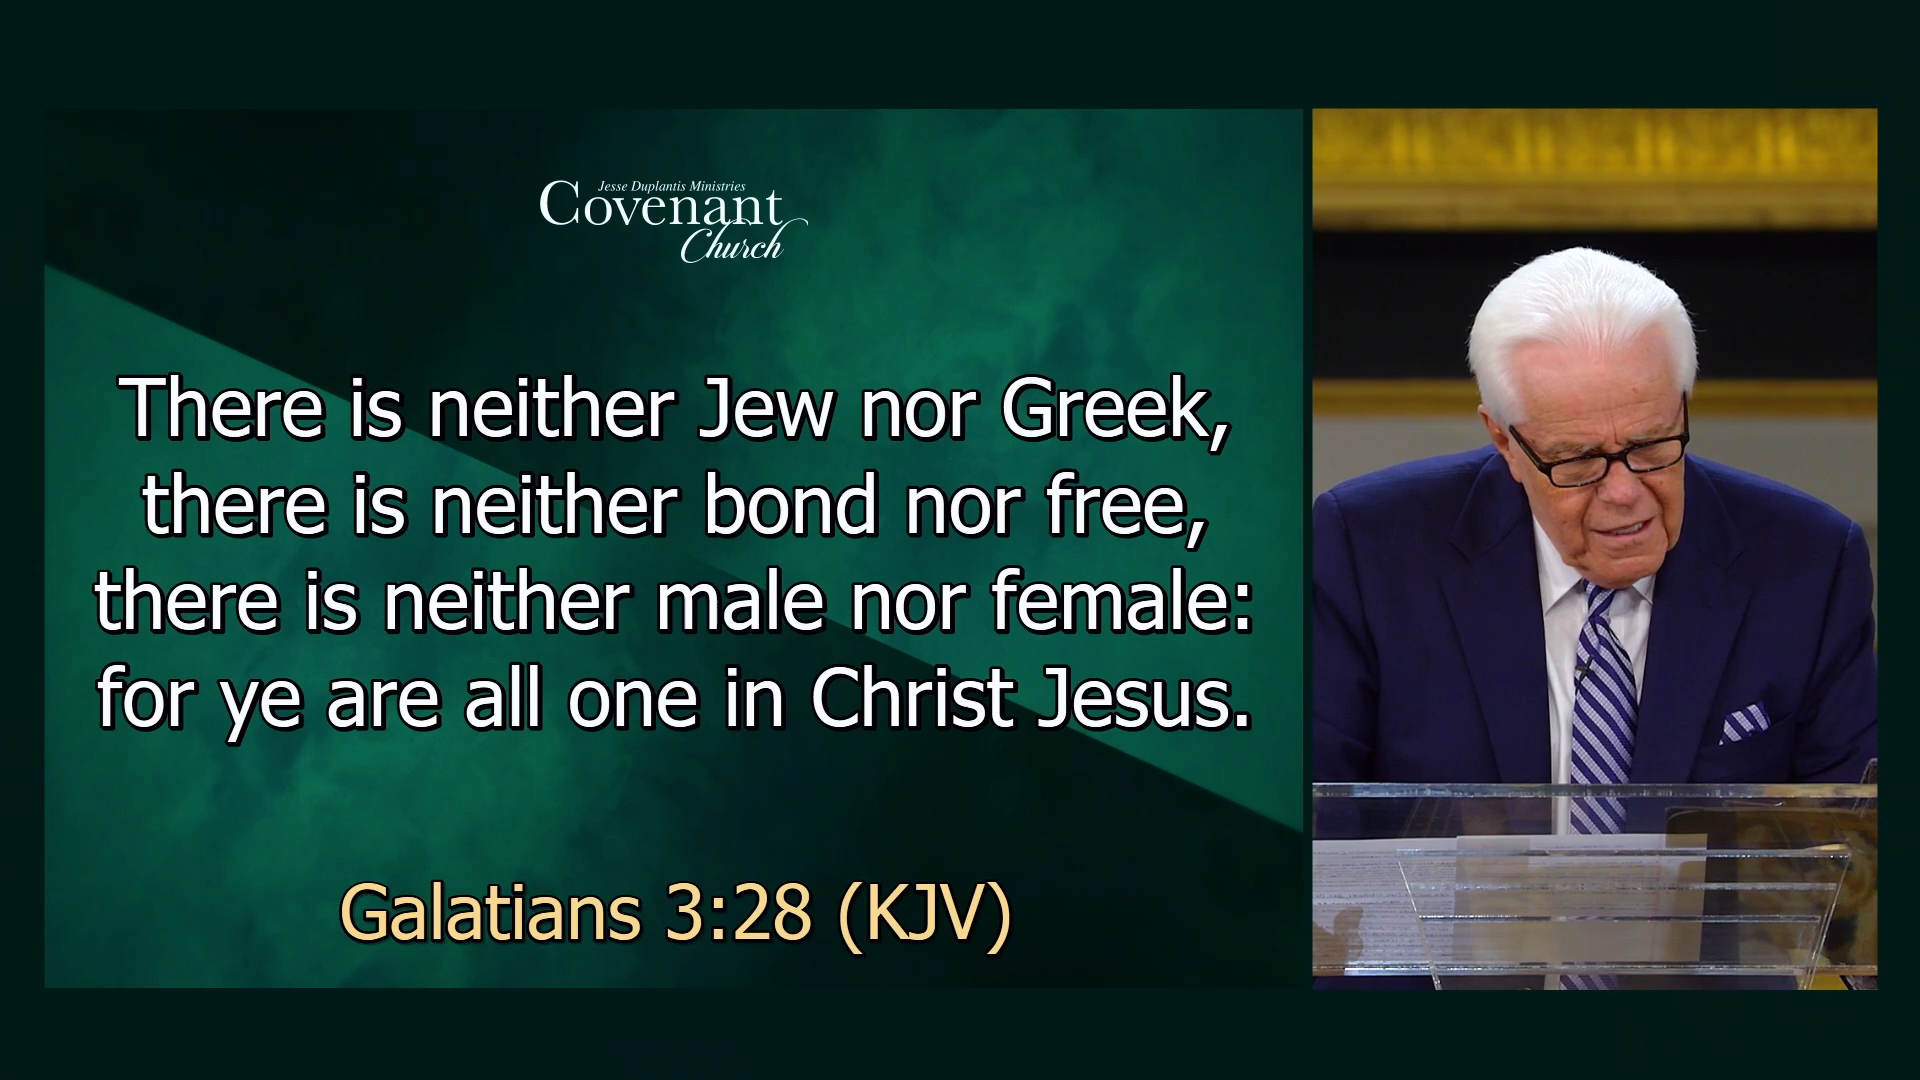 Jesse Duplantis Ministries
Covenant
Church
There is neither Jew nor Greek,
there is neither bond nor free,
there is neither male nor female:
for ye are all one in Christ Jesus.
Galatians 3:28 (KJV)